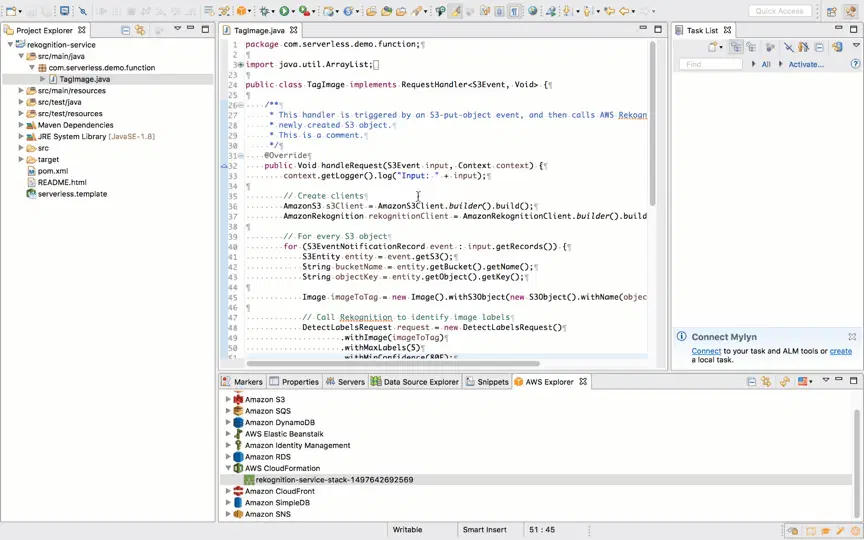 Quick Access
Project Explorer
rekognition-service
src/main/java
com.serverless.demo.function
TagImage.java
src/main/resources
src/test/java
src/test/resources
Maven Dependencies
JRE System Library [JavaSE-1.8]
src
target
pom.xml
README.html
serverless.template
TagImage.java
1 package com.serverless.demo.function;
2
3 import java.util.ArrayList;
24 public class TagImage implements RequestHandler<S3Event, Void> {
25
26 /**
27 * This handler is triggered by an S3-put-object event, and then calls AWS Rekogn
28 * newly created S3 object.
29 * This is a comment.
30 */
31 @Override
32 public Void handleRequest(S3Event input, Context context) {
33 context.getLogger().log("Input: " + input);
34
35 // Create clients
36 AmazonS3 s3Client = AmazonS3Client.builder().build();
37 AmazonRekognition rekognitionClient = AmazonRekognitionClient.builder().build
38
39 // For every S3 object
40 for (S3EventNotificationRecord event : input.getRecords()) {
41 S3Entity entity = event.getS3();
42 String bucketName = entity.getBucket().getName();
43 String objectKey = entity.getObject().getKey();
44
45 Image imageToTag = new Image().withS3Object(new S3Object().withName(objec
46
47 // Call Rekognition to identify image labels
48 DetectLabelsRequest request = new DetectLabelsRequest()
49 .withImage(imageToTag)
50 .withMaxLabels(5)
51 .withMinConfidence(80F);
Task List
Find
All
Activate...
Connect Mylyn
Connect to your task and ALM tools or create
a local task.
Markers
Properties
Servers
Data Source Explorer
Snippets
AWS Explorer
Amazon S3
Amazon SQS
Amazon DynamoDB
AWS Elastic Beanstalk
Amazon Identity Management
Amazon RDS
AWS CloudFormation
rekognition-service-stack-1497642692569
Amazon CloudFront
Amazon SimpleDB
Amazon SNS
Writable
Smart Insert
51 : 45